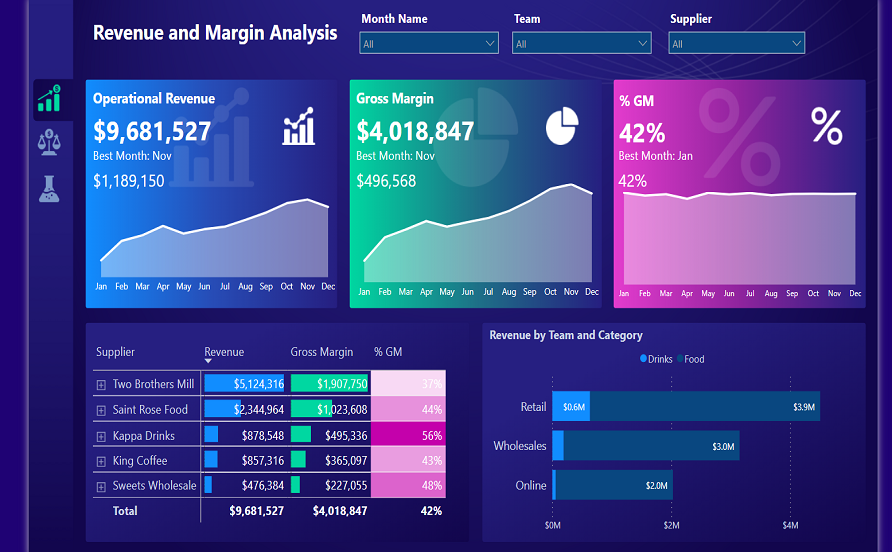 Revenue and Margin Analysis
Month Name Team Supplier
All All All
Operational Revenue
$9,681,527
Best Month: Nov
$1,189,150
Jan Feb Mar Apr May Jun Jul Aug Sep Oct Nov Dec
Gross Margin
$4,018,847
Best Month: Nov
$496,568
Jan Feb Mar Apr May Jun Jul Aug Sep Oct Nov Dec
% GM
42%
%
Best Month: Jan
42%
Jan Feb Mar Apr May Jun Jul Aug Sep Oct Nov Dec
Supplier Revenue Gross Margin % GM
Two Brothers Mill $5,124,316 $1,907,750 37%
Saint Rose Food $2,344,964 $1,023,608 44%
Kappa Drinks $878,548 $495,336 56%
King Coffee $857,316 $365,097 43%
Sweets Wholesale $476,384 $227,055 48%
Total $9,681,527 $4,018,847 42%
Revenue by Team and Category
Drinks Food
Retail $0.6M $3.9M
Wholesales $3.0M
Online $2.0M
$0M $2M $4M